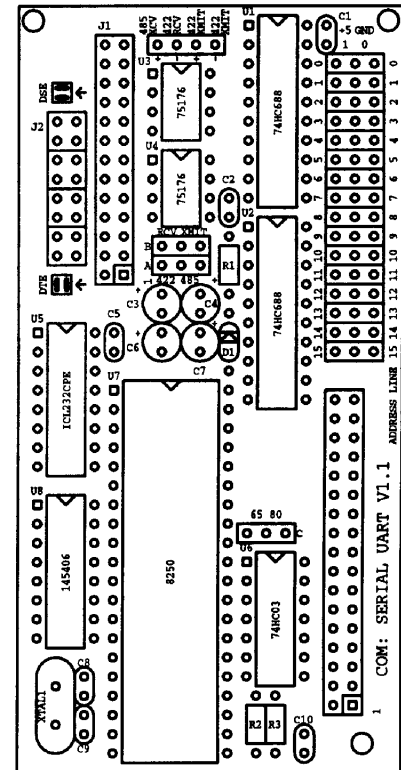 J1
485 RCV
422 RCV
422 XMIT
422 XMIT
+ - + -
U3
75176
U4
75176
U1
74HC688
C1
+5 GND
1 0
0 0
1 1
2 2
3 3
4 4
5 5
6 6
7 7
8 8
9 9
10 10
11 11
12 12
13 13
14 14
15 15
ADDRESS LINE
DSE
J2
DTE
C2
U2
74HC688
RCV XMIT
B
A
1
422 485
R1
+ C3
+ C4
+ C6
C7
D1
C5
U5
ICL232CPE
U7
8250
U8
145406
65 80
C
U6
74HC03
XTAL1
C8
C9
R2
R3
C10
1
COM: SERIAL UART V1.1